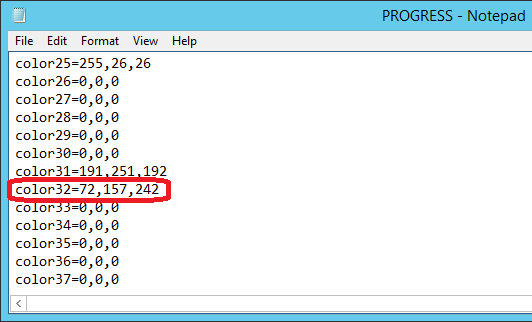 PROGRESS - Notepad
File Edit Format View Help
color25=255,26,26
color26=0,0,0
color27=0,0,0
color28=0,0,0
color29=0,0,0
color30=0,0,0
color31=191,251,192
color32=72,157,242
color33=0,0,0
color34=0,0,0
color35=0,0,0
color36=0,0,0
color37=0,0,0